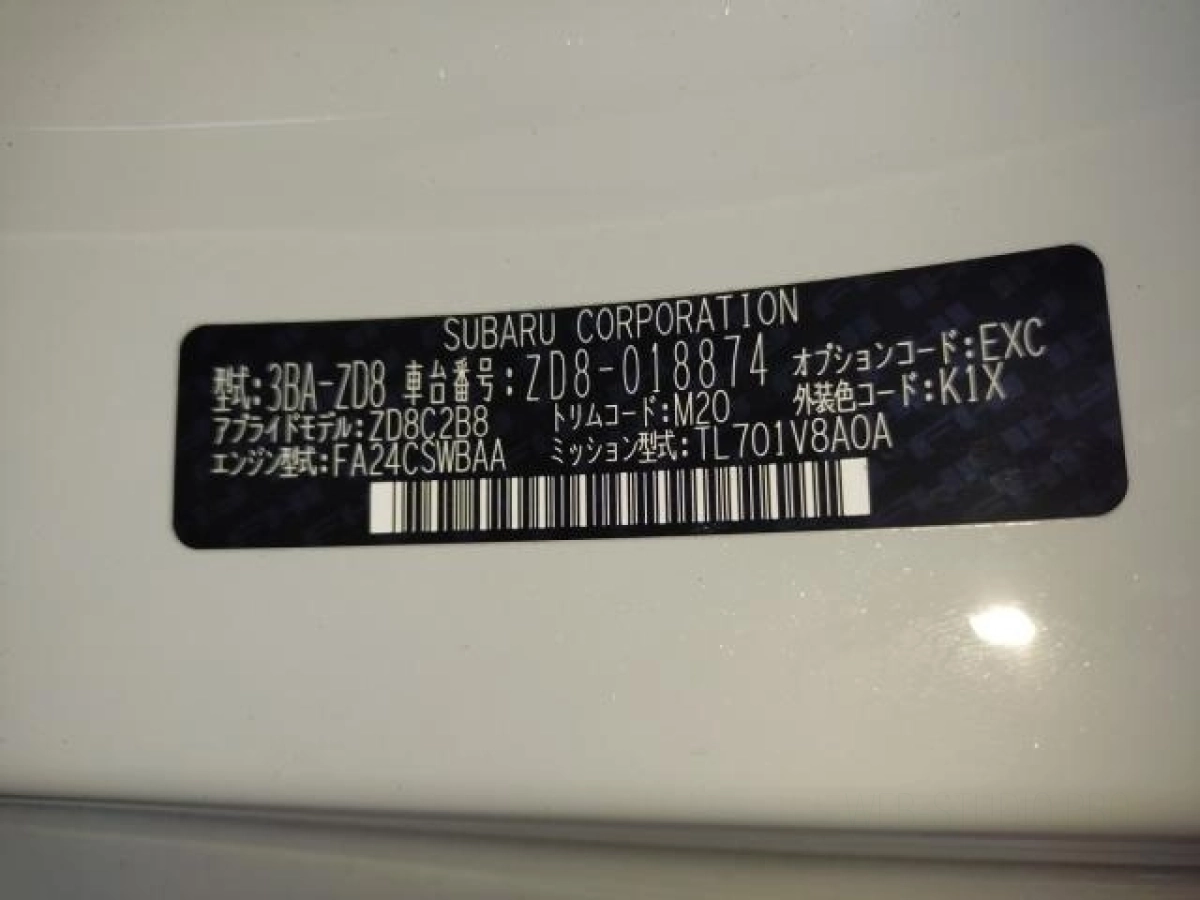 SUBARU CORPORATION
型式:3BA-ZD8 車台番号:ZD8-018874 オプションコード:EXC
アプライドモデル:ZD8C2B8 トリムコード:M20 外装色コード:K1X
エンジン型式:FA24CSWBAA ミッション型式:TL701V8A0A